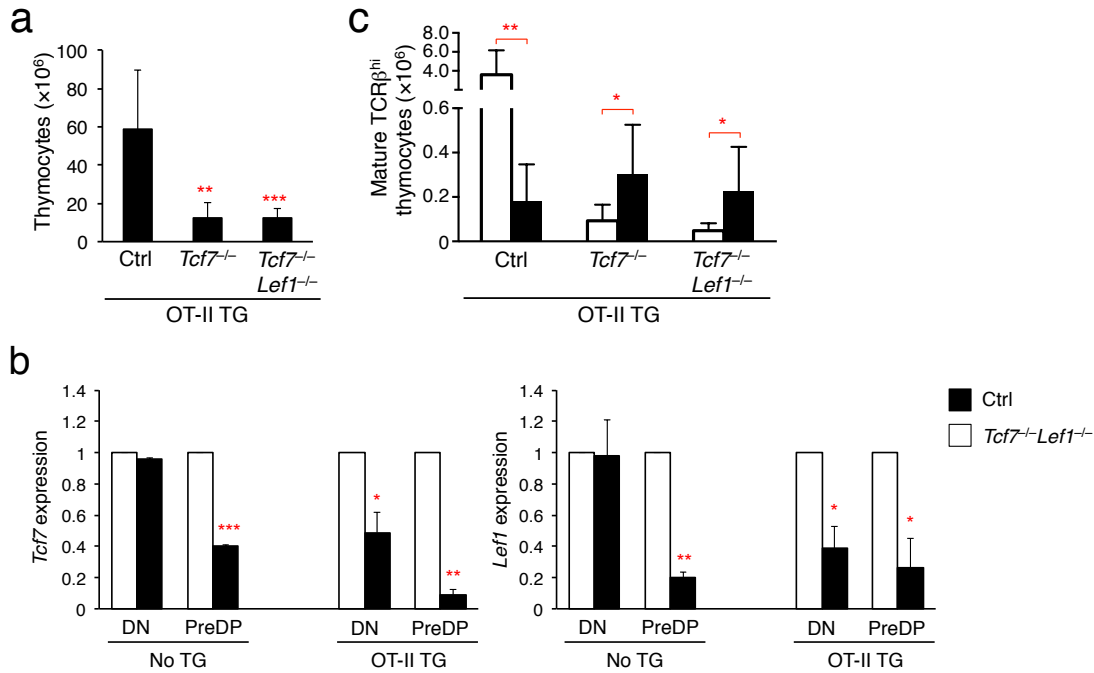 a
Thymocytes (×10⁶)
100
80
60
40
20
0
**
***
Ctrl
Tcf7⁻/⁻
Tcf7⁻/⁻
Lef1⁻/⁻
OT-II TG
c
Mature TCRβʰⁱ
thymocytes (×10⁶)
8.0
6.0
4.0
0.6
0.4
0.2
0
**
*
*
Ctrl
Tcf7⁻/⁻
Tcf7⁻/⁻
Lef1⁻/⁻
OT-II TG
b
Tcf7 expression
1.4
1.2
1
0.8
0.6
0.4
0.2
0
***
*
**
DN PreDP DN PreDP
No TG OT-II TG
Lef1 expression
1.4
1.2
1
0.8
0.6
0.4
0.2
0
**
*
*
DN PreDP DN PreDP
No TG OT-II TG
Ctrl
Tcf7⁻/⁻Lef1⁻/⁻